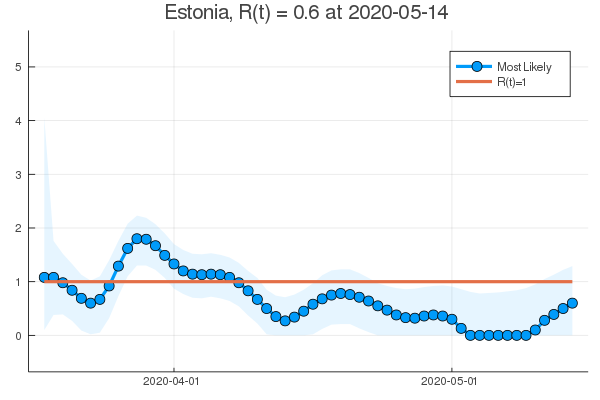 Estonia, R(t) = 0.6 at 2020-05-14
5
Most Likely
R(t)=1
4
3
2
1
0
2020-04-01
2020-05-01